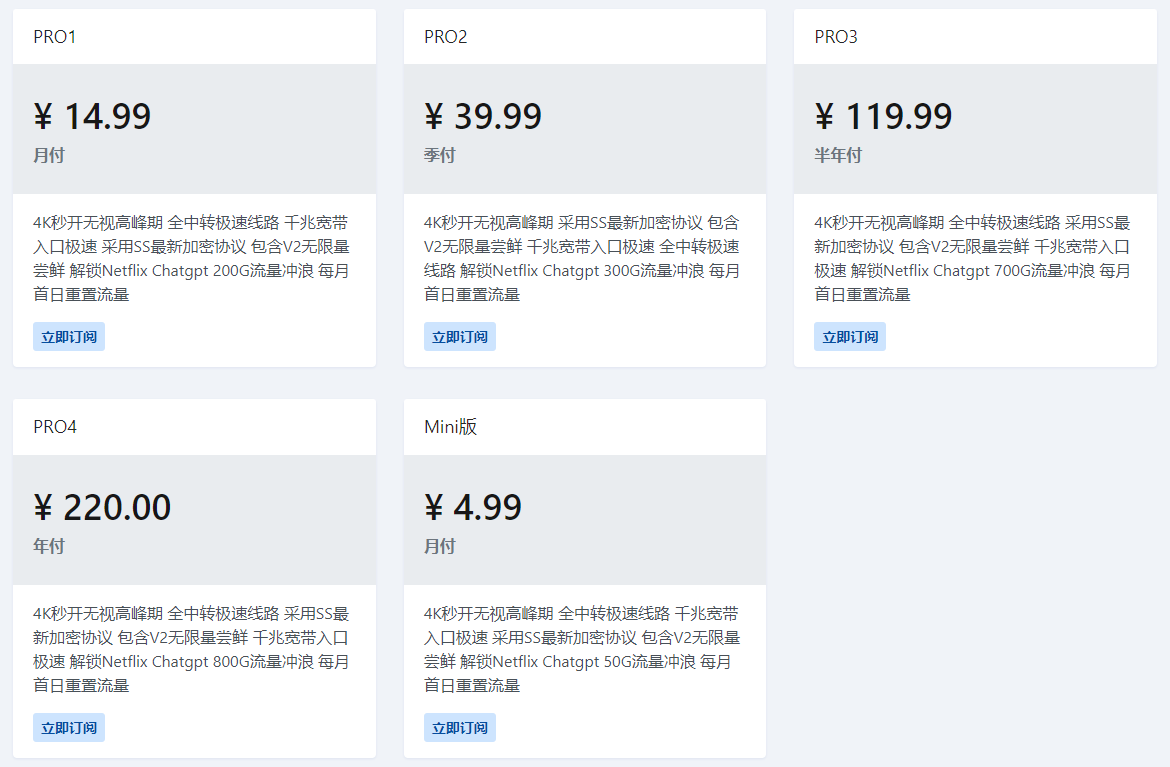 PRO1
¥ 14.99
月付
4K秒开无视高峰期 全中转极速线路 千兆宽带
入口极速 采用SS最新加密协议 包含V2无限量
尝鲜 解锁Netflix Chatgpt 200G流量冲浪 每月
首日重置流量
立即订阅
PRO2
¥ 39.99
季付
4K秒开无视高峰期 采用SS最新加密协议 包含
V2无限量尝鲜 千兆宽带入口极速 全中转极速
线路 解锁Netflix Chatgpt 300G流量冲浪 每月
首日重置流量
立即订阅
PRO3
¥ 119.99
半年付
4K秒开无视高峰期 全中转极速线路 采用SS最
新加密协议 包含V2无限量尝鲜 千兆宽带入口
极速 解锁Netflix Chatgpt 700G流量冲浪 每月
首日重置流量
立即订阅
PRO4
¥ 220.00
年付
4K秒开无视高峰期 全中转极速线路 采用SS最
新加密协议 包含V2无限量尝鲜 千兆宽带入口
极速 解锁Netflix Chatgpt 800G流量冲浪 每月
首日重置流量
立即订阅
Mini版
¥ 4.99
月付
4K秒开无视高峰期 全中转极速线路 千兆宽带
入口极速 采用SS最新加密协议 包含V2无限量
尝鲜 解锁Netflix Chatgpt 50G流量冲浪 每月
首日重置流量
立即订阅